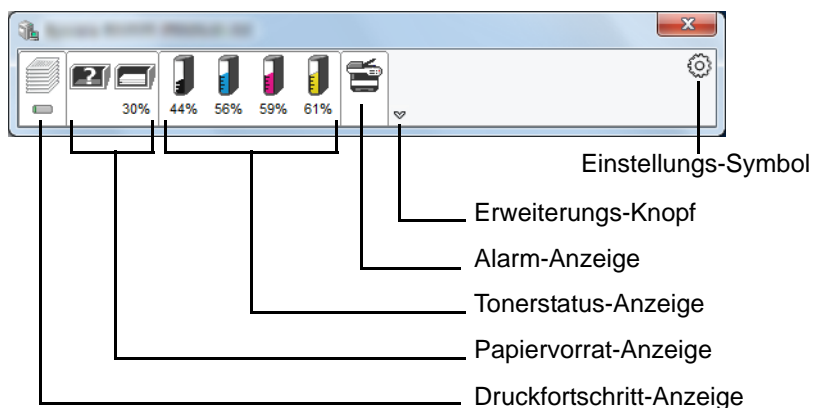 ?
30% 44% 56% 59% 61%
Einstellungs-Symbol
Erweiterungs-Knopf
Alarm-Anzeige
Tonerstatus-Anzeige
Papiervorrat-Anzeige
Druckfortschritt-Anzeige